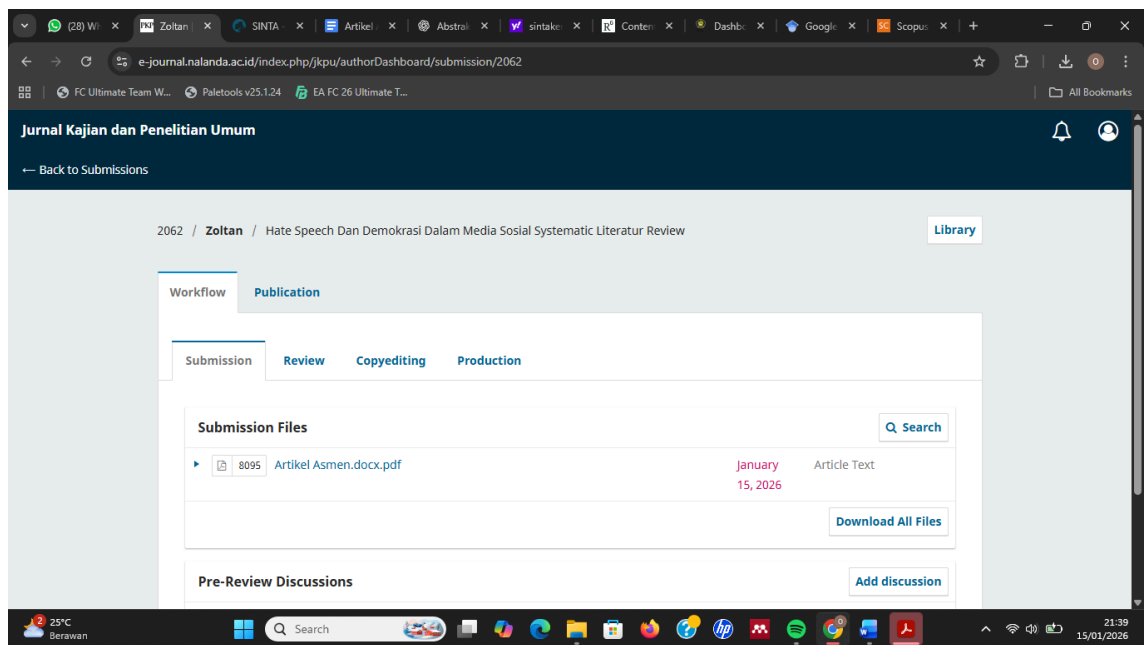 (28) W
Zoltan
SINTA -
Artikel
Abstrak
sintake
Conten
Dashbo
Google
Scopus
e-journal.nalanda.ac.id/index.php/jkpu/authorDashboard/submission/2062
FC Ultimate Team W...
Paletools v25.1.24
EA FC 26 Ultimate T...
All Bookmarks
Jurnal Kajian dan Penelitian Umum
← Back to Submissions
2062 / Zoltan / Hate Speech Dan Demokrasi Dalam Media Sosial Systematic Literatur Review
Library
Workflow
Publication
Submission
Review
Copyediting
Production
Submission Files
Search
8095 Artikel Asmen.docx.pdf
January 
15, 2026
Article Text
Download All Files
Pre-Review Discussions
Add discussion
2
25°C
Berawan
Search
21:39
15/01/2026